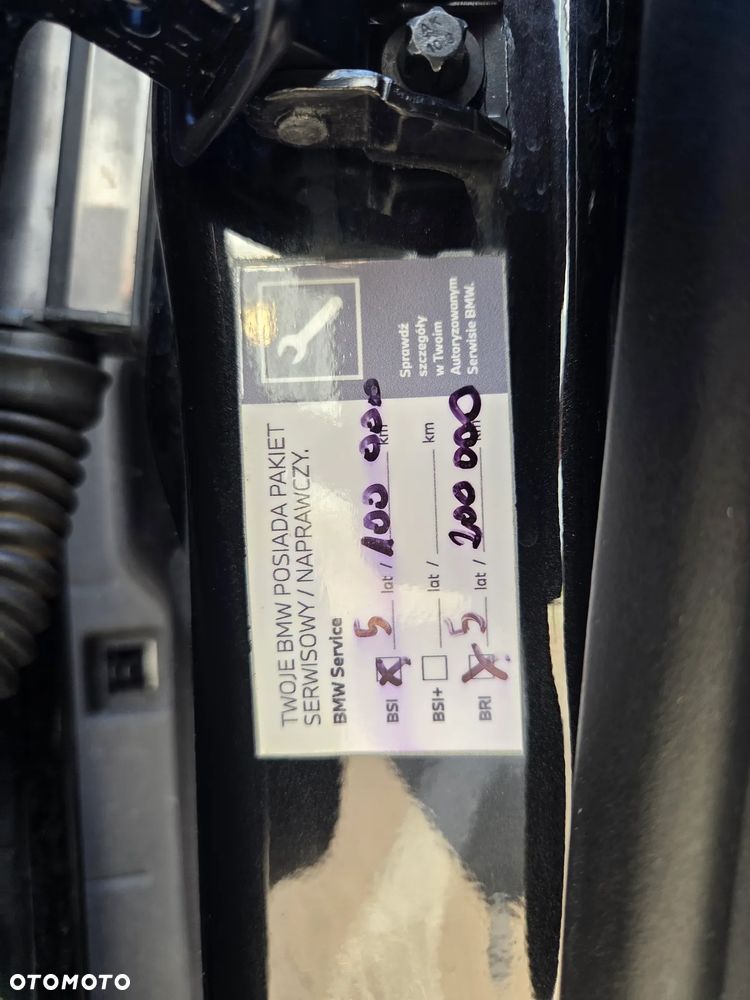 TWOJE BMW POSIADA PAKIET
SERWISOWY / NAPRAWCZY.
BMW Service
BSI X 5 lat / 100 000 km
BSI+ lat / km
BRI X 5 lat / 200 000 km
Sprawdź
szczegóły
w Twoim
Autoryzowanym
Serwisie BMW.
OTOMOTO